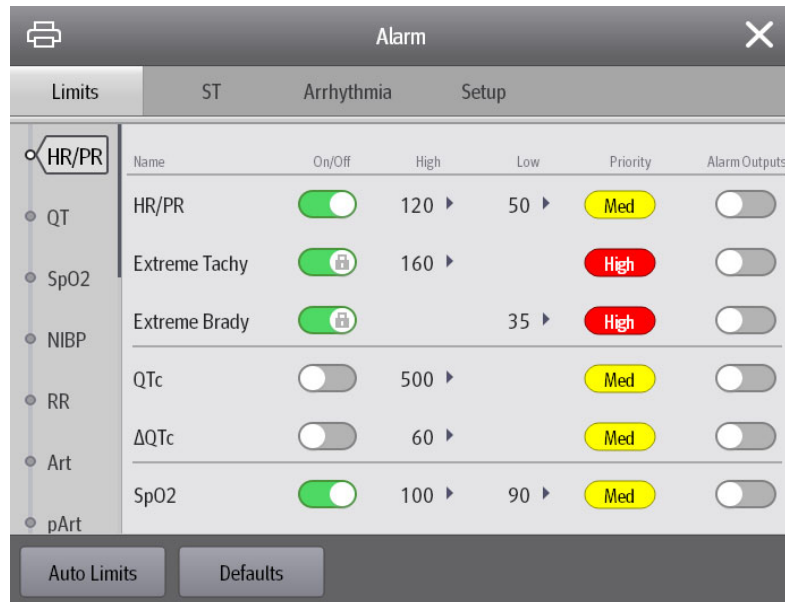 Alarm
Limits ST Arrhythmia Setup
HR/PR
QT
SpO2
NIBP
RR
Art
pArt
Name On/Off High Low Priority Alarm Outputs
HR/PR 120 50 Med
Extreme Tachy 160 High
Extreme Brady 35 High
QTc 500 Med
ΔQTc 60 Med
SpO2 100 90 Med
Auto Limits Defaults